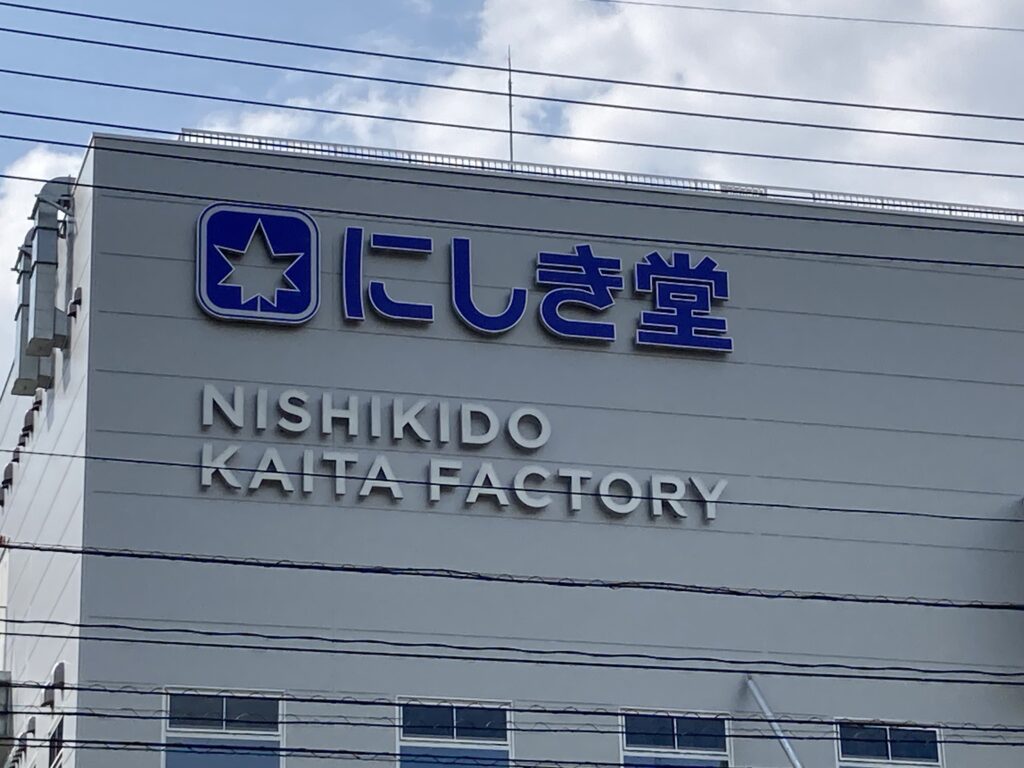 にしき堂
NISHIKIDO
KAITA FACTORY